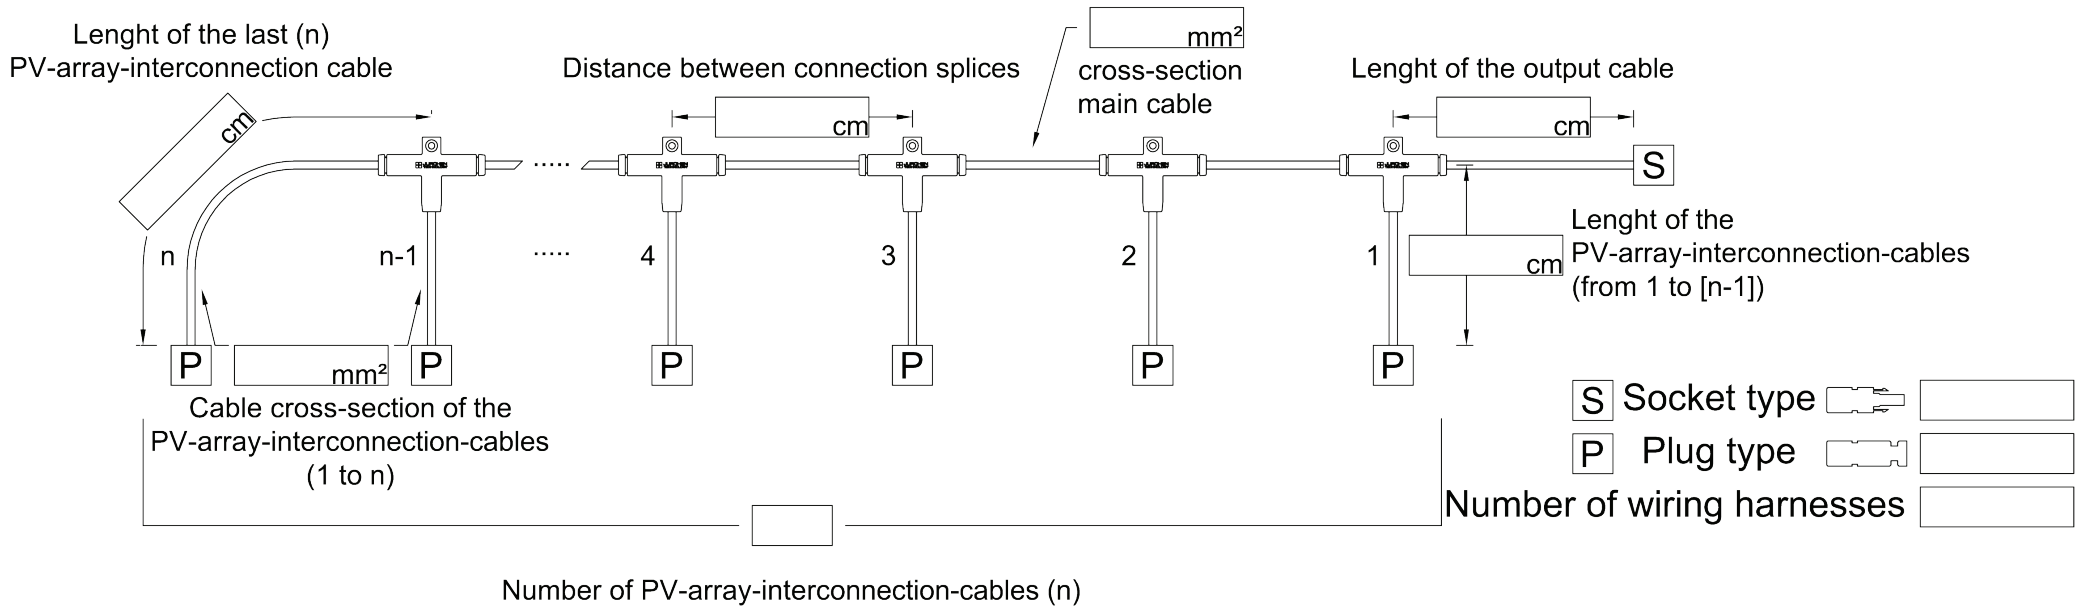 Lenght of the last (n)
PV-array-interconnection cable
cm
Distance between connection splices
cm
mm²
cross-section
main cable
Lenght of the output cable
cm
S
.....
n
n-1
.....
4
3
2
1
cm
Lenght of the
PV-array-interconnection-cables
(from 1 to [n-1])
P
mm²
P
P
P
P
P
Cable cross-section of the
PV-array-interconnection-cables
(1 to n)
S Socket type
P Plug type
Number of wiring harnesses
Number of PV-array-interconnection-cables (n)